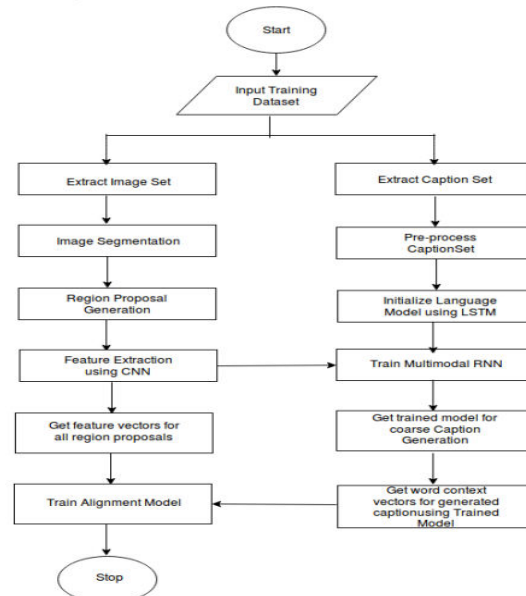 Start
Input Training
Dataset
Extract Image Set
Extract Caption Set
Image Segmentation
Pre-process
CaptionSet
Region Proposal
Generation
Initialize Language
Model using LSTM
Feature Extraction
using CNN
Train Multimodal RNN
Get feature vectors for
all region proposals
Get trained model for
coarse Caption
Generation
Train Alignment Model
Get word context
vectors for generated
captionusing Trained
Model
Stop